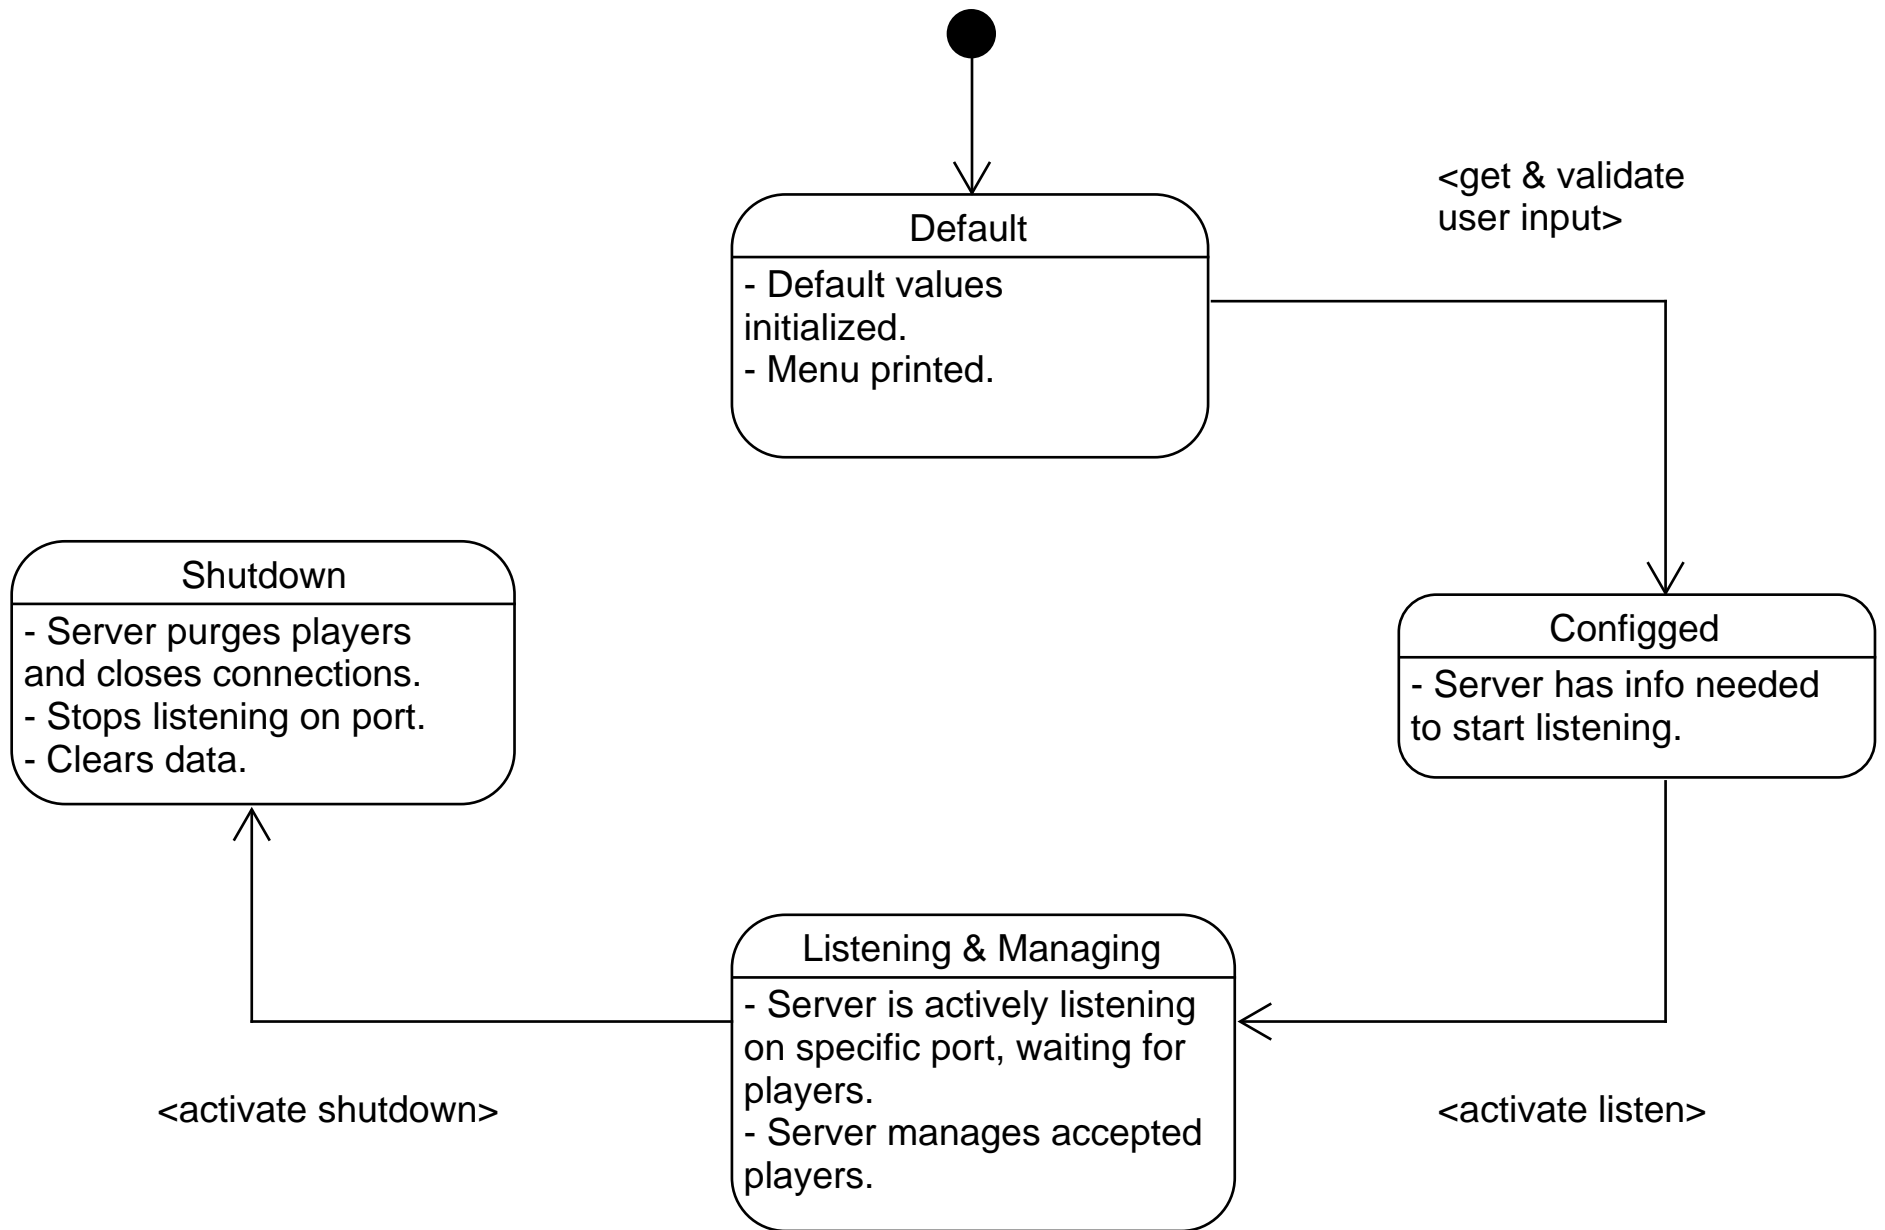 <get & validate
user input>
Default
- Default values
initialized.
- Menu printed.
Shutdown
- Server purges players
and closes connections.
- Stops listening on port.
- Clears data.
Configged
- Server has info needed
to start listening.
Listening & Managing
- Server is actively listening
on specific port, waiting for
players.
- Server manages accepted
players.
<activate shutdown>
<activate listen>